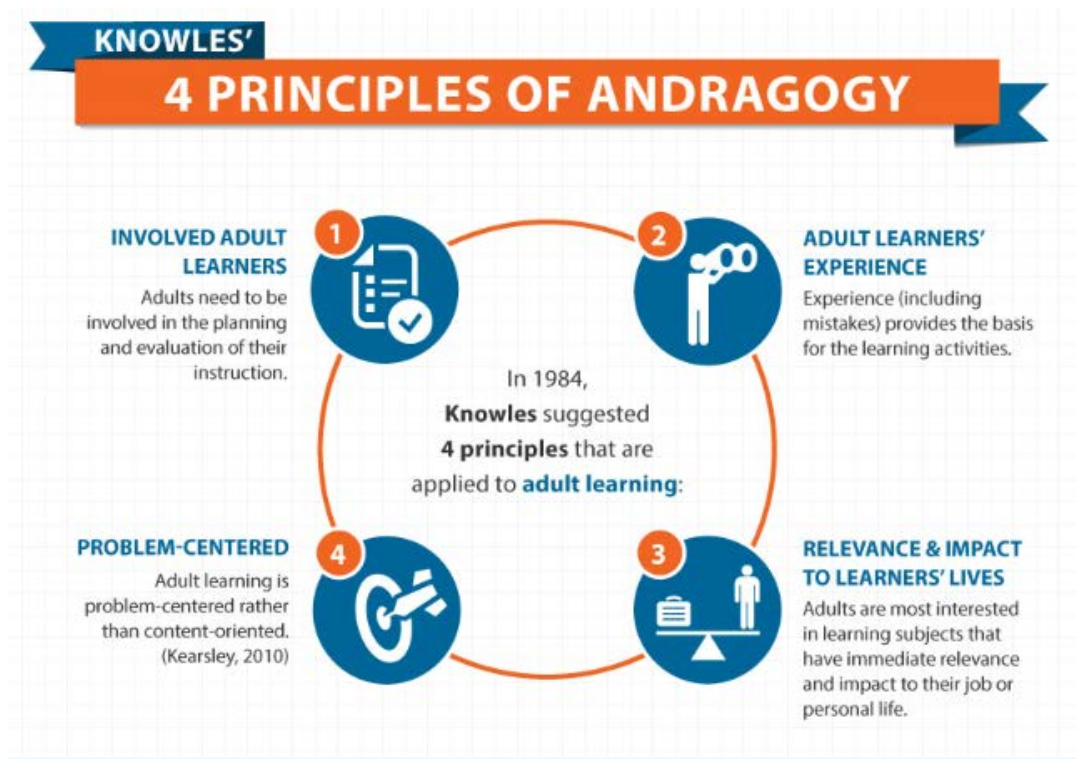 KNOWLES’
4 PRINCIPLES OF ANDRAGOGY
1
INVOLVED ADULT
LEARNERS
Adults need to be
involved in the planning
and evaluation of their
instruction.
2
ADULT LEARNERS’
EXPERIENCE
Experience (including
mistakes) provides the basis
for the learning activities.
In 1984,
Knowles suggested
4 principles that are
applied to adult learning:
3
RELEVANCE & IMPACT
TO LEARNERS’ LIVES
Adults are most interested
in learning subjects that
have immediate relevance
and impact to their job or
personal life.
4
PROBLEM-CENTERED
Adult learning is
problem-centered rather
than content-oriented.
(Kearsley, 2010)